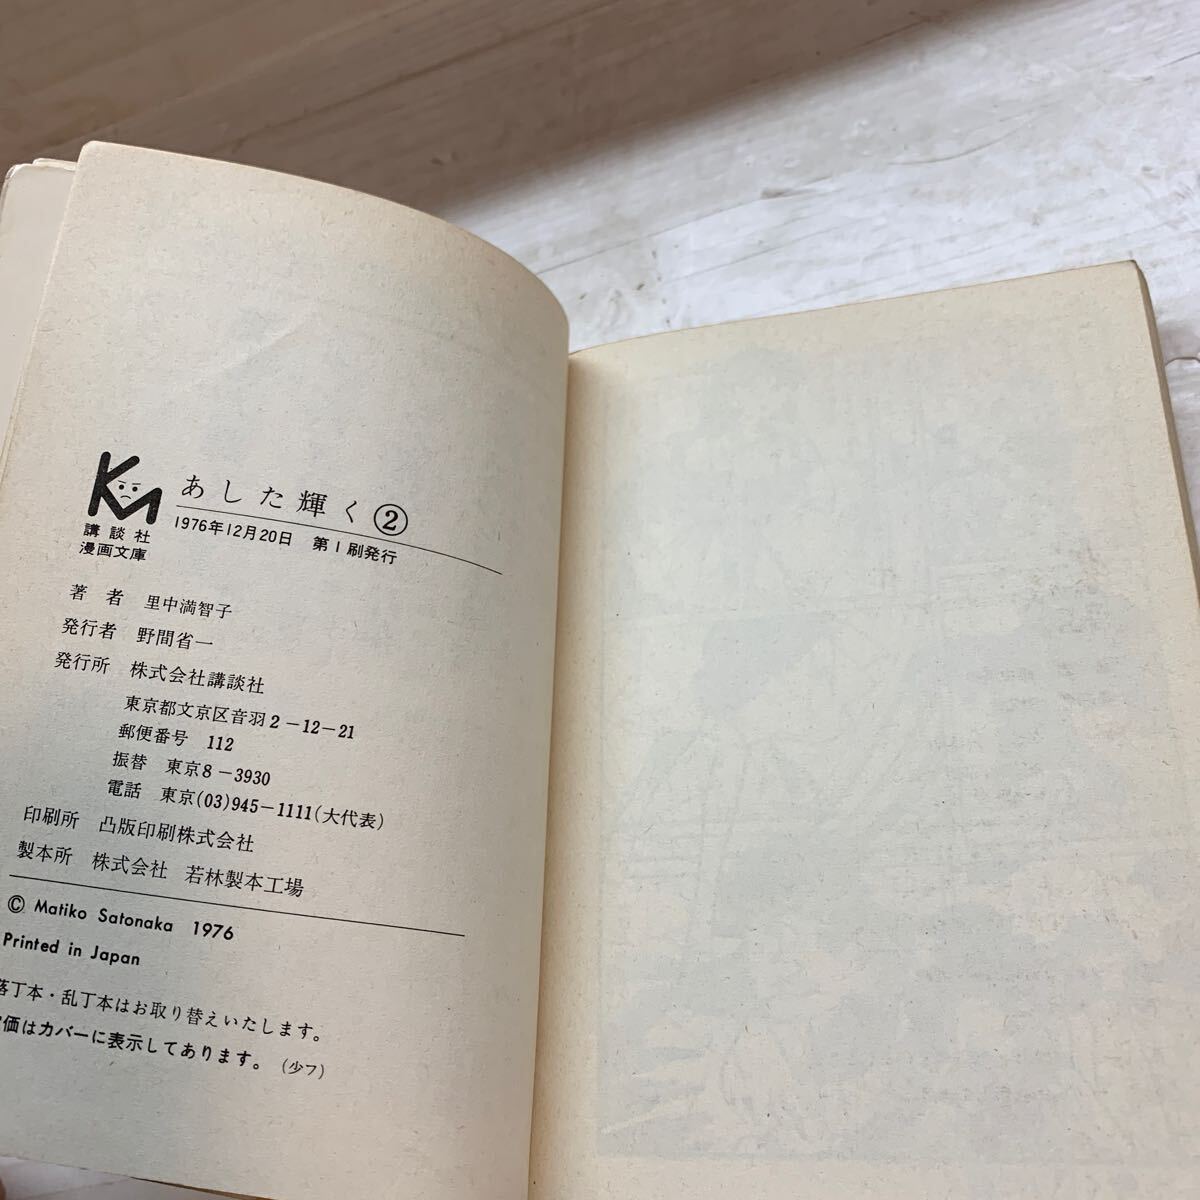 KM
講談社
漫画文庫
あした輝く②
1976年12月20日 第1刷発行
著者 里中満智子
発行者 野間省一
発行所 株式会社講談社
東京都文京区音羽2-12-21
郵便番号 112
振替 東京8-3930
電話 東京(03)945-1111(大代表)
印刷所 凸版印刷株式会社
製本所 株式会社 若林製本工場
© Matiko Satonaka 1976
Printed in Japan
落丁本・乱丁本はお取り替えいたします。
価はカバーに表示してあります。(少フ)